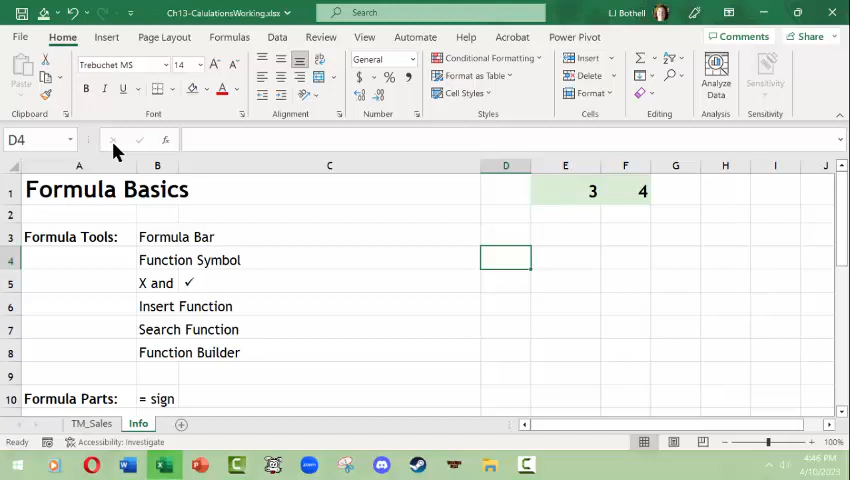 Ch13-CalulationsWorking.xlsx
Search
LJ Bothell
File Home Insert Page Layout Formulas Data Review View Automate Help Acrobat Power Pivot Comments Share
Paste Clipboard
Trebuchet MS 14 A A B I U A Font
ab Alignment
General $ % , Number
Conditional Formatting
Format as Table
Cell Styles
Styles
Insert
Delete
Format
Cells
Σ Editing
Analyze Data Analysis
Sensitivity Sensitivity
D4 fx
A B C D E F G H I J
1 Formula Basics 3 4
2
3 Formula Tools: Formula Bar
4 Function Symbol
5 X and ✓
6 Insert Function
7 Search Function
8 Function Builder
9
10 Formula Parts: = sign
TM_Sales Info
Ready Accessibility: Investigate 100%
4:46 PM
4/10/2023